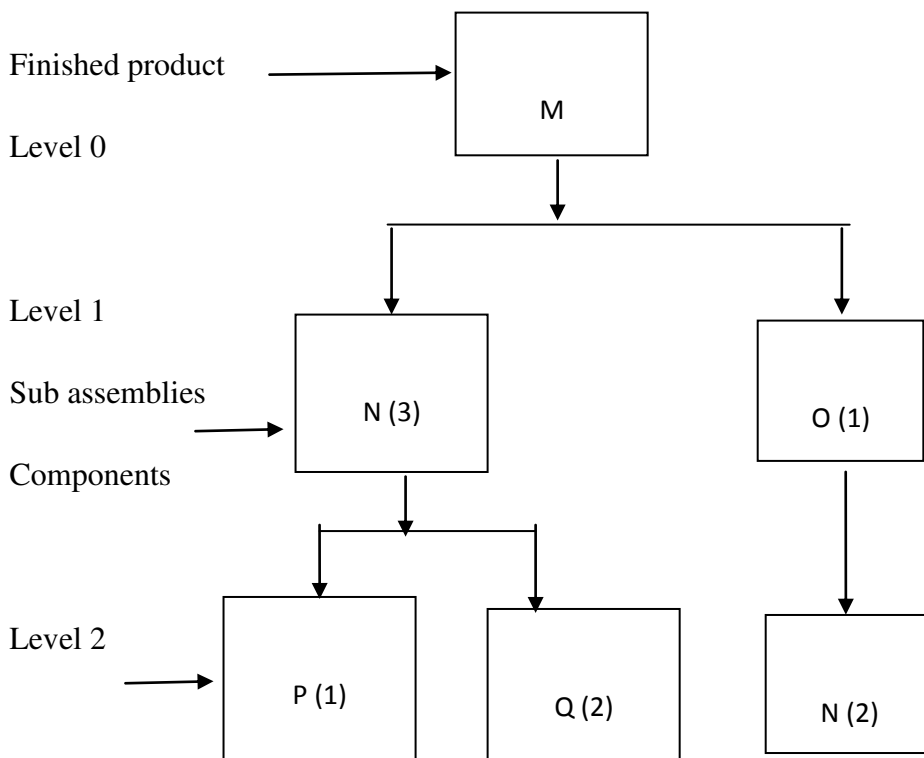 Finished product
M
Level 0
Level 1
Sub assemblies
N (3)
O (1)
Components
Level 2
P (1)
Q (2)
N (2)